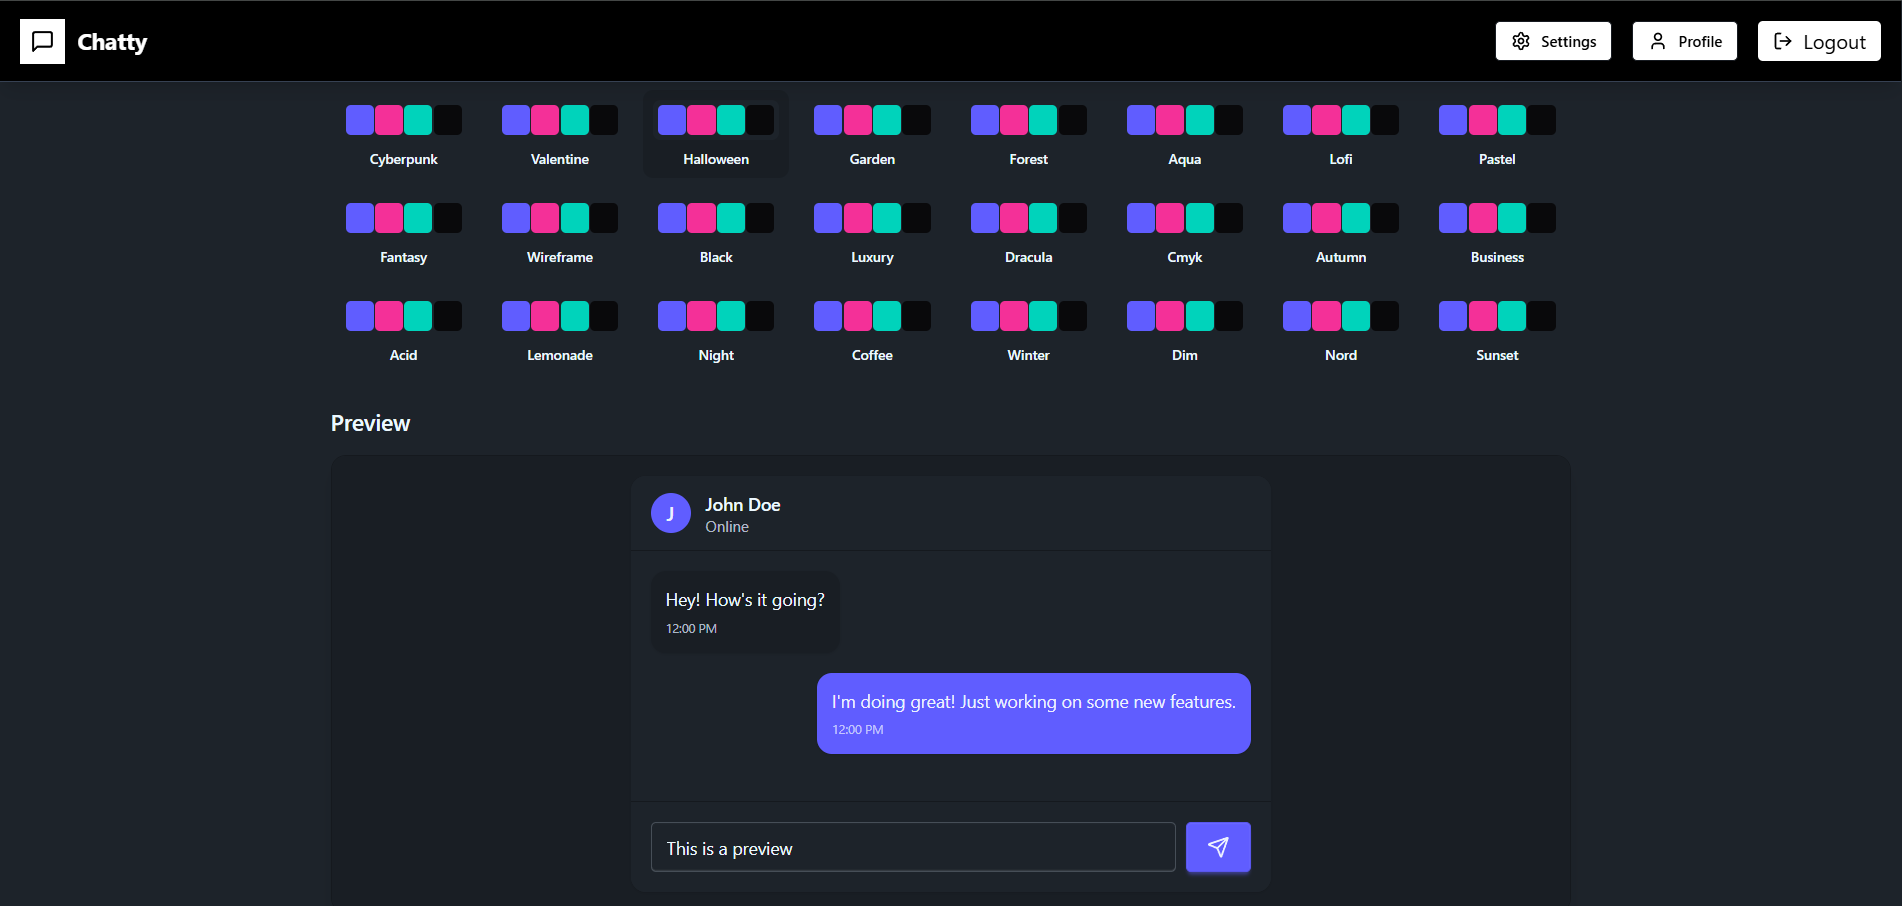 Chatty
Settings
Profile
Logout
Cyberpunk
Valentine
Halloween
Garden
Forest
Aqua
Lofi
Pastel
Fantasy
Wireframe
Black
Luxury
Dracula
Cmyk
Autumn
Business
Acid
Lemonade
Night
Coffee
Winter
Dim
Nord
Sunset
Preview
J
John Doe
Online
Hey! How's it going?
12:00 PM
I'm doing great! Just working on some new features.
12:00 PM
This is a preview